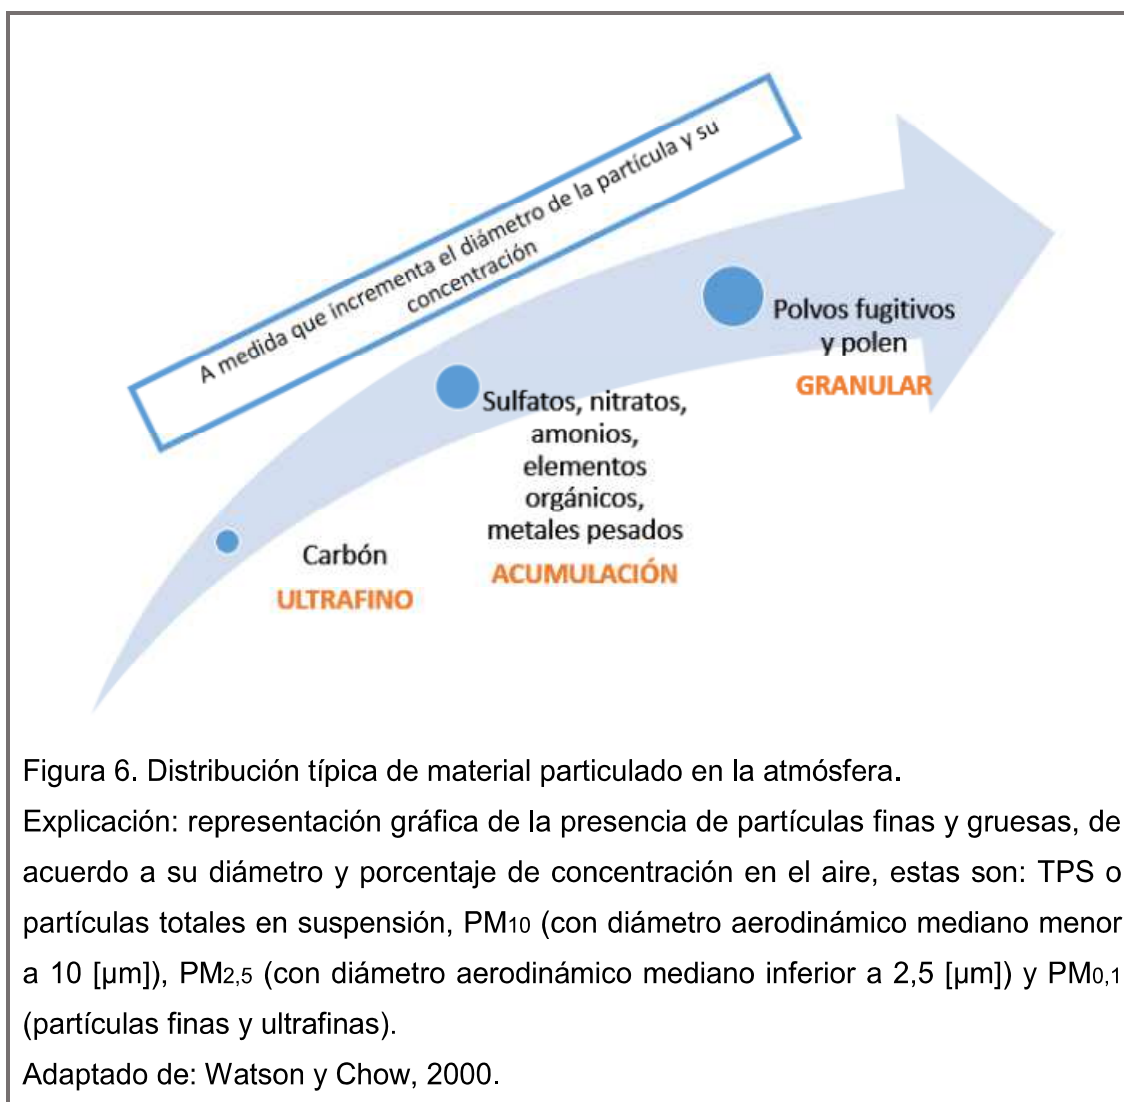 A medida que incrementa el diámetro de la partícula y su
concentración
Polvos fugitivos
y polen
GRANULAR
Sulfatos, nitratos,
amonios,
elementos
orgánicos,
metales pesados
ACUMULACIÓN
Carbón
ULTRAFINO
Figura 6. Distribución típica de material particulado en la atmósfera.
Explicación: representación gráfica de la presencia de partículas finas y gruesas, de
acuerdo a su diámetro y porcentaje de concentración en el aire, estas son: TPS o
partículas totales en suspensión, PM10 (con diámetro aerodinámico mediano menor
a 10 [µm]), PM2,5 (con diámetro aerodinámico mediano inferior a 2,5 [µm]) y PM0,1
(partículas finas y ultrafinas).
Adaptado de: Watson y Chow, 2000.